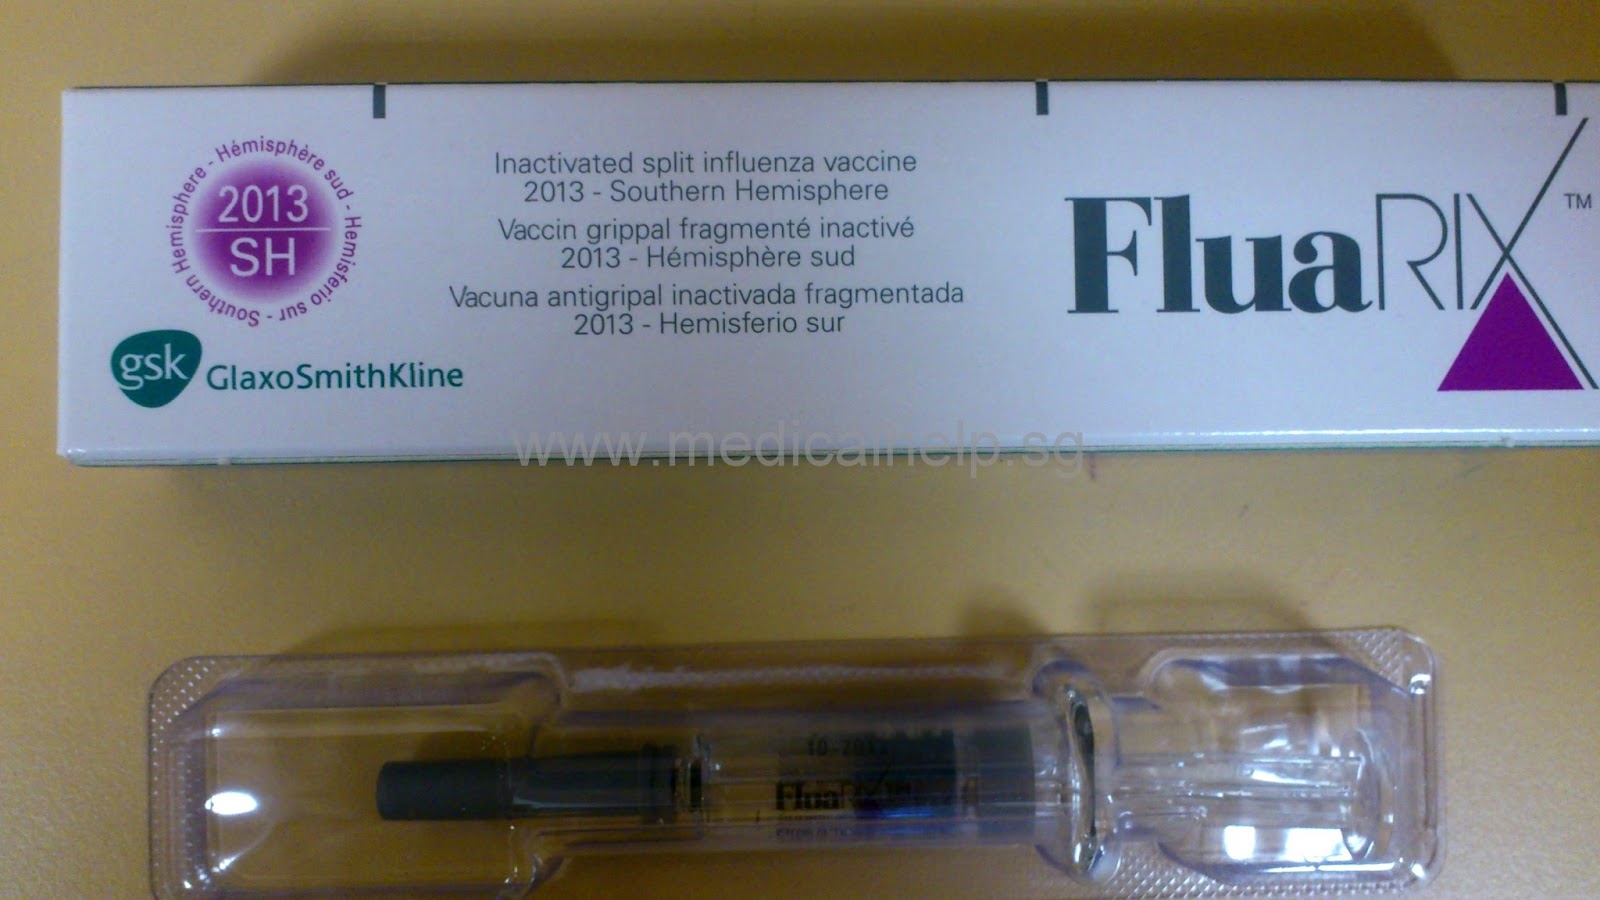 Southern Hemisphere - Hémisphère sud - Hemisferio sur -
2013
SH
gsk
GlaxoSmithKline
Inactivated split influenza vaccine
2013 - Southern Hemisphere
Vaccin grippal fragmenté inactivé
2013 - Hémisphère sud
Vacuna antigripal inactivada fragmentada
2013 - Hemisferio sur
FluaRIX™
www.medicalhelp.sg
FluaRIX